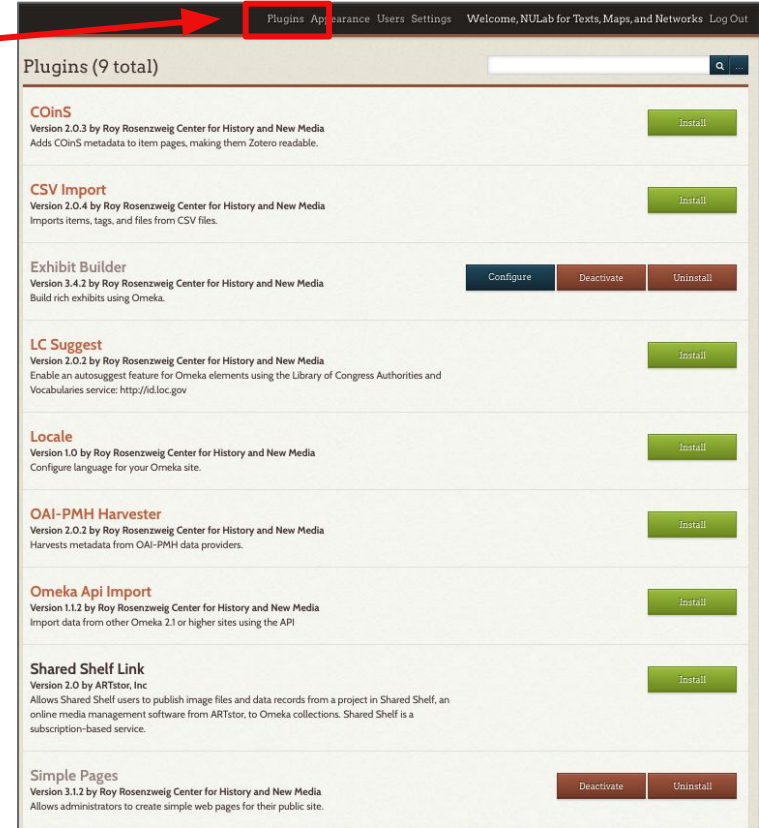 Plugins Appearance Users Settings Welcome, NULab for Texts, Maps, and Networks Log Out
Plugins (9 total)
...
COinS
Version 2.0.3 by Roy Rosenzweig Center for History and New Media
Adds COinS metadata to item pages, making them Zotero readable.
Install
CSV Import
Version 2.0.4 by Roy Rosenzweig Center for History and New Media
Imports items, tags, and files from CSV files.
Install
Exhibit Builder
Version 3.4.2 by Roy Rosenzweig Center for History and New Media
Build rich exhibits using Omeka.
Configure Deactivate Uninstall
LC Suggest
Version 2.0.2 by Roy Rosenzweig Center for History and New Media
Enable an autosuggest feature for Omeka elements using the Library of Congress Authorities and
Vocabularies service: http://id.loc.gov
Install
Locale
Version 1.0 by Roy Rosenzweig Center for History and New Media
Configure language for your Omeka site.
Install
OAI-PMH Harvester
Version 2.0.2 by Roy Rosenzweig Center for History and New Media
Harvests metadata from OAI-PMH data providers.
Install
Omeka Api Import
Version 1.1.2 by Roy Rosenzweig Center for History and New Media
Import data from other Omeka 2.1 or higher sites using the API
Install
Shared Shelf Link
Version 2.0 by ARTstor, Inc
Allows Shared Shelf users to publish image files and data records from a project in Shared Shelf, an
online media management software from ARTstor, to Omeka collections. Shared Shelf is a
subscription-based service.
Install
Simple Pages
Version 3.1.2 by Roy Rosenzweig Center for History and New Media
Allows administrators to create simple web pages for their public site.
Deactivate Uninstall